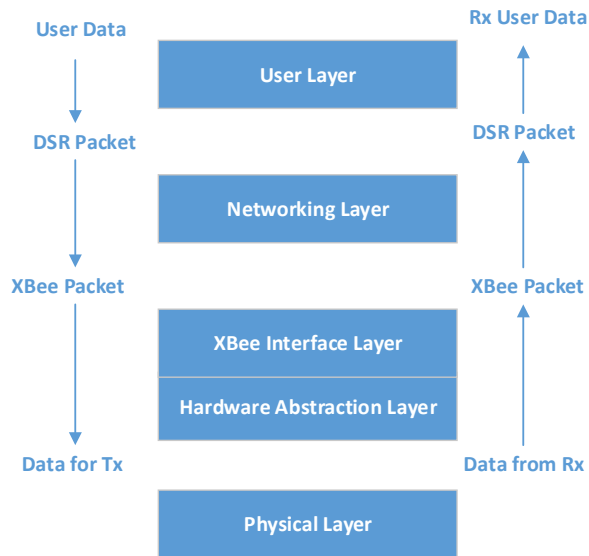 User Data
Rx User Data
User Layer
DSR Packet
DSR Packet
Networking Layer
XBee Packet
XBee Packet
XBee Interface Layer
Hardware Abstraction Layer
Data for Tx
Data from Rx
Physical Layer